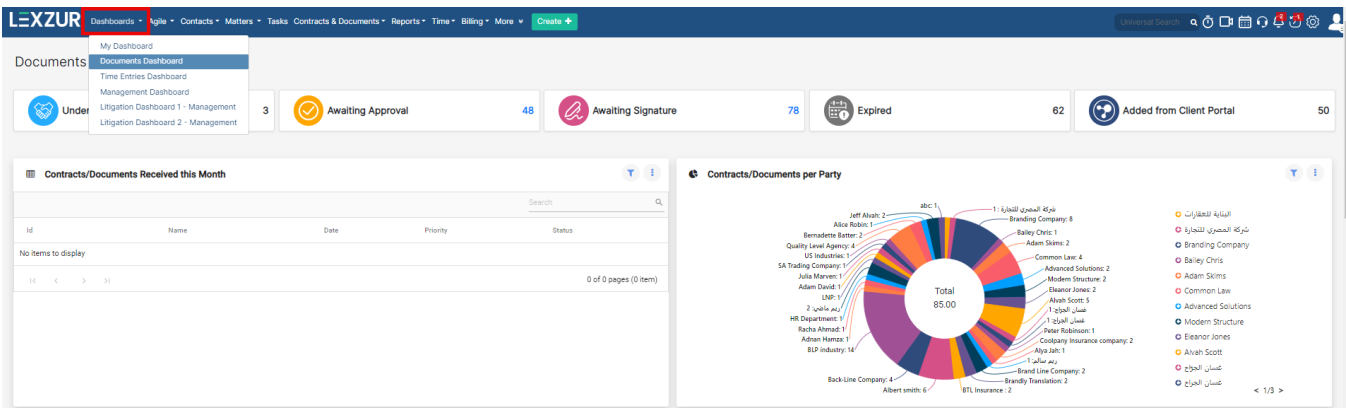 LEXZUR Dashboards Agile Contacts Matters Tasks Contracts & Documents Reports Time Billing More Create + Universal Search
My Dashboard
Documents Dashboard
Time Entries Dashboard
Management Dashboard
Litigation Dashboard 1 - Management
Litigation Dashboard 2 - Management
Documents
Under 3
Awaiting Approval 48
Awaiting Signature 78
Expired 62
Added from Client Portal 50
Contracts/Documents Received this Month
Search
Id Name Date Priority Status
No items to display
0 of 0 pages (0 item)
Contracts/Documents per Party
abc: 1
Jeff Alvah: 2
Alice Robin: 1
Bernadette Batter: 2
Quality Level Agency: 4
US Industries: 1
SA Trading Company: 1
Julia Marven: 1
Adam David: 1
LNP: 1
ريم ماضي: 2
HR Department: 1
Racha Ahmad: 1
Adnan Hamza: 1
BLP industry: 14
Back-Line Company: 4
Albert smith: 6
BTL Insurance : 2
Total
85.00
شركة المصري للتجارة : 1
Branding Company: 8
Bailey Chris: 1
Adam Skims: 2
Common Law: 4
Advanced Solutions: 2
Modern Structure: 2
Eleanor Jones: 2
Alvah Scott: 5
غسان الجراح: 1
غسان الجراح: 1
Peter Robinson: 1
Coolpany Insurance company: 2
Alya Jah: 1
ريم سالم: 1
Brand Line Company: 2
Brandly Translation: 2
البناية للعقارات
شركة المصري للتجارة
Branding Company
Bailey Chris
Adam Skims
Common Law
Advanced Solutions
Modern Structure
Eleanor Jones
Alvah Scott
غسان الجراح
غسان الجراح
< 1/3 >